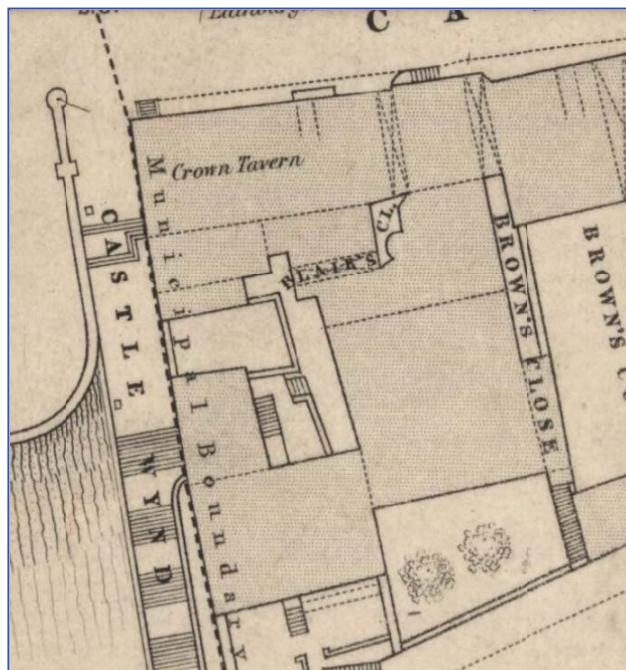 C A
Crown Tavern
Municipal Boundary
CASTLE WYND
BLAIR'S CL.
BROWN'S CLOSE
BROWN'S